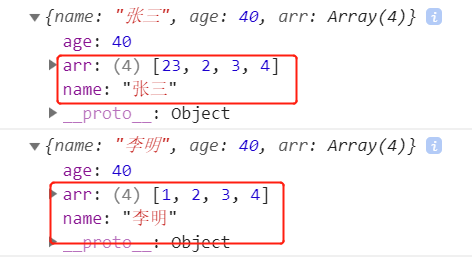 ▼{name: "张三", age: 40, arr: Array(4)} i
age: 40
▶arr: (4) [23, 2, 3, 4]
name: "张三"
▶__proto__: Object
▼{name: "李明", age: 40, arr: Array(4)} i
age: 40
▶arr: (4) [1, 2, 3, 4]
name: "李明"
▶__proto__: Object